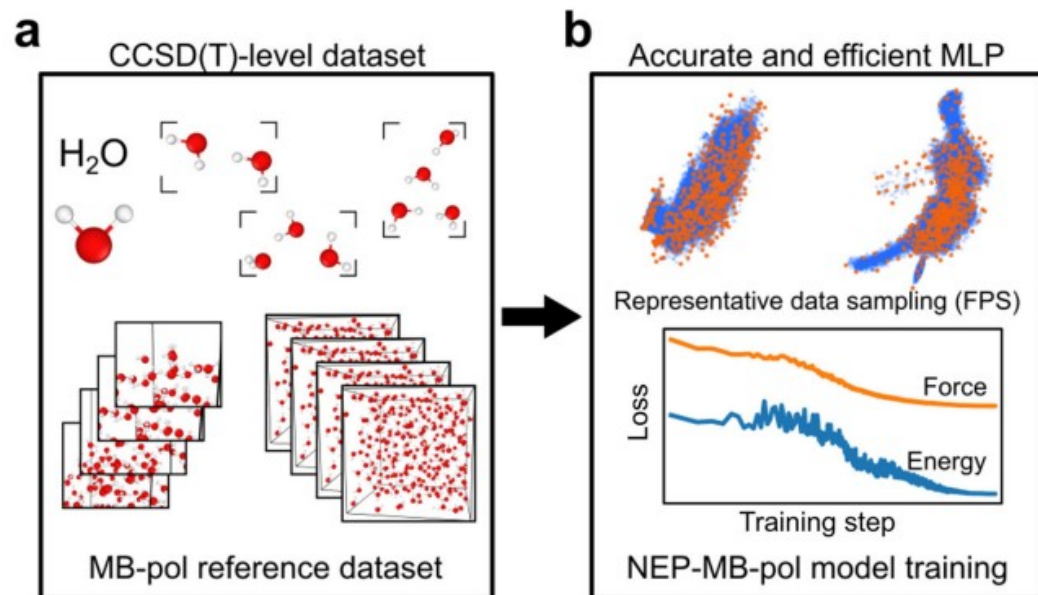 a
CCSD(T)-level dataset
H₂O
MB-pol reference dataset
b
Accurate and efficient MLP
Representative data sampling (FPS)
Loss
Force
Energy
Training step
NEP-MB-pol model training